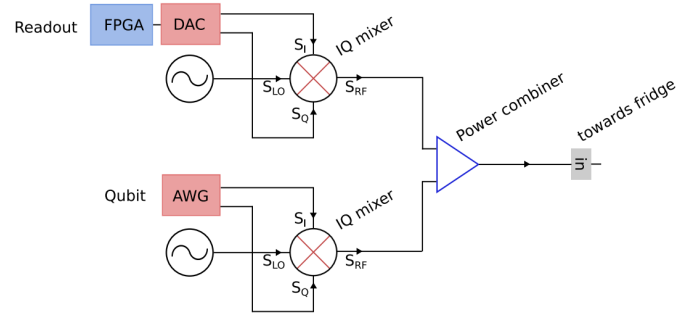 Readout
FPGA
DAC
S_I
IQ mixer
S_LO
S_RF
S_Q
Power combiner
towards fridge
in
Qubit
AWG
S_I
IQ mixer
S_LO
S_RF
S_Q